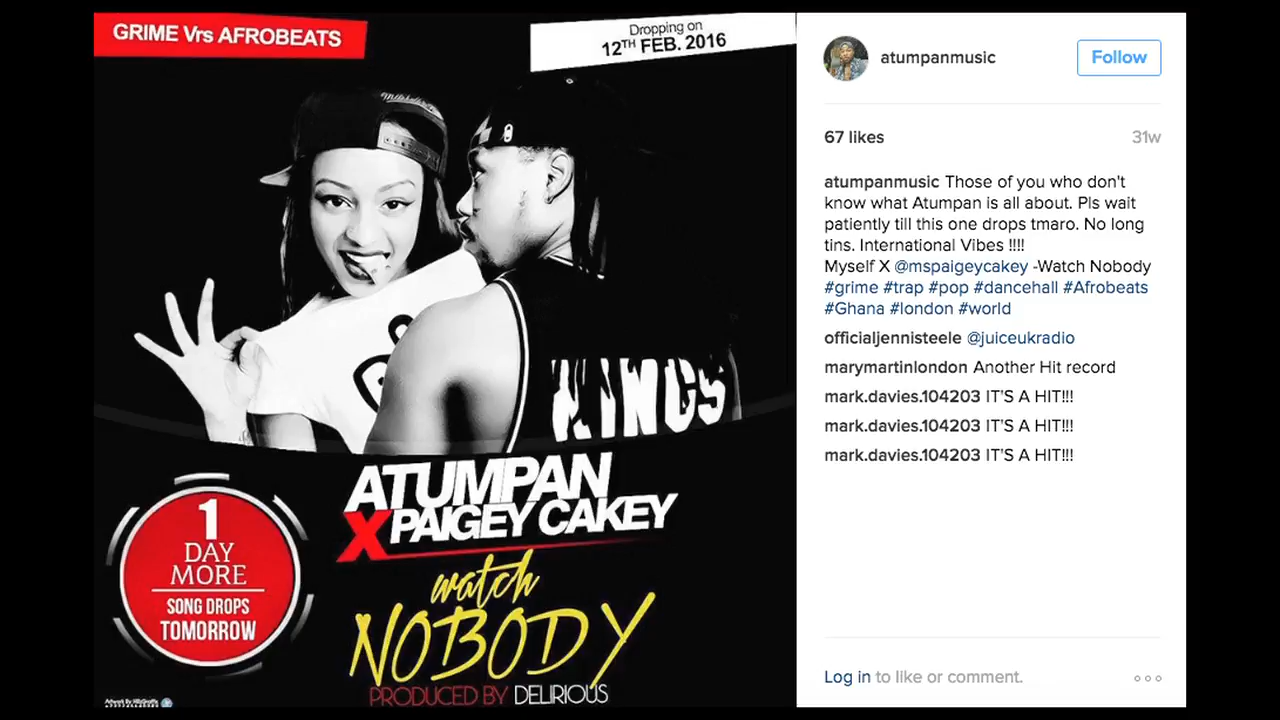 GRIME Vrs AFROBEATS
Dropping on
12TH FEB. 2016
KINGS
ATUMPAN
X PAIGEY CAKEY
watch
NOBODY
PRODUCED BY DELIRIOUS
1
DAY
MORE
SONG DROPS
TOMORROW
atumpanmusic
Follow
67 likes
31w
atumpanmusic Those of you who don't
know what Atumpan is all about. Pls wait
patiently till this one drops tmaro. No long
tins. International Vibes !!!!
Myself X @mspaigeycakey -Watch Nobody
#grime #trap #pop #dancehall #Afrobeats
#Ghana #london #world
officialjennisteele @juiceukradio
marymartinlondon Another Hit record
mark.davies.104203 IT'S A HIT!!!
mark.davies.104203 IT'S A HIT!!!
mark.davies.104203 IT'S A HIT!!!
Log in to like or comment.